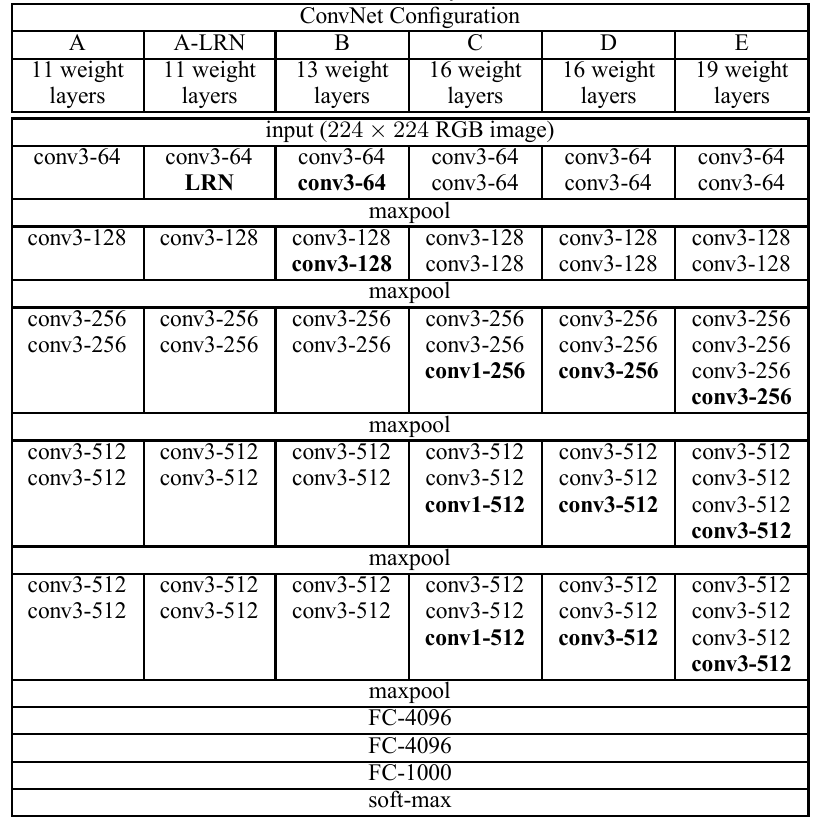 ConvNet Configuration
A A-LRN B C D E
11 weight 11 weight 13 weight 16 weight 16 weight 19 weight
layers layers layers layers layers layers
input (224 × 224 RGB image)
conv3-64 conv3-64 conv3-64 conv3-64 conv3-64 conv3-64
LRN conv3-64 conv3-64 conv3-64 conv3-64
maxpool
conv3-128 conv3-128 conv3-128 conv3-128 conv3-128 conv3-128
conv3-128 conv3-128 conv3-128 conv3-128
maxpool
conv3-256 conv3-256 conv3-256 conv3-256 conv3-256 conv3-256
conv3-256 conv3-256 conv3-256 conv3-256 conv3-256 conv3-256
conv1-256 conv3-256 conv3-256
conv3-256
maxpool
conv3-512 conv3-512 conv3-512 conv3-512 conv3-512 conv3-512
conv3-512 conv3-512 conv3-512 conv3-512 conv3-512 conv3-512
conv1-512 conv3-512 conv3-512
conv3-512
maxpool
conv3-512 conv3-512 conv3-512 conv3-512 conv3-512 conv3-512
conv3-512 conv3-512 conv3-512 conv3-512 conv3-512 conv3-512
conv1-512 conv3-512 conv3-512
conv3-512
maxpool
FC-4096
FC-4096
FC-1000
soft-max